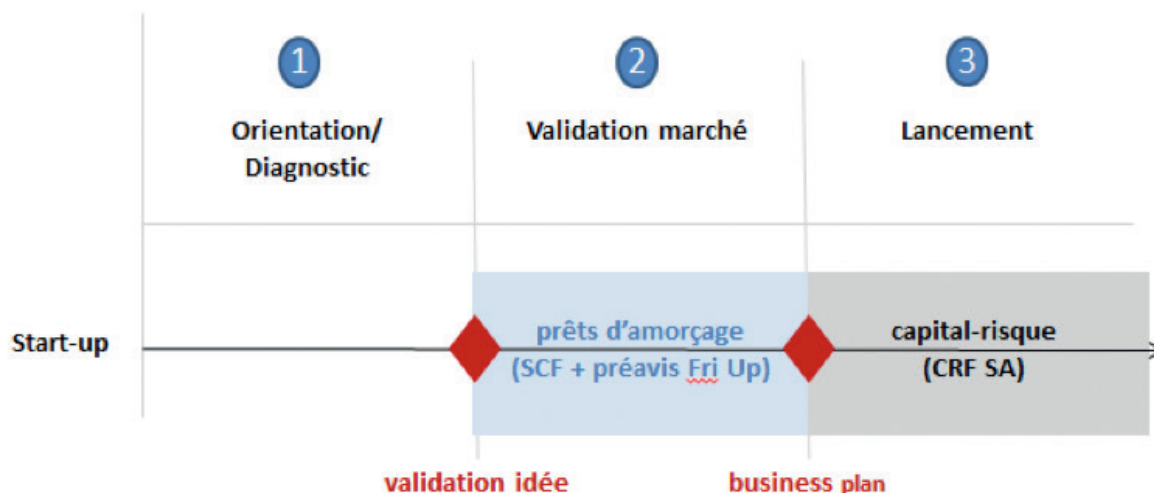 1
2
3
Orientation/
Diagnostic
Validation marché
Lancement
Start-up
prêts d'amorçage
(SCF + préavis Fri Up)
capital-risque
(CRF SA)
validation idée
business plan